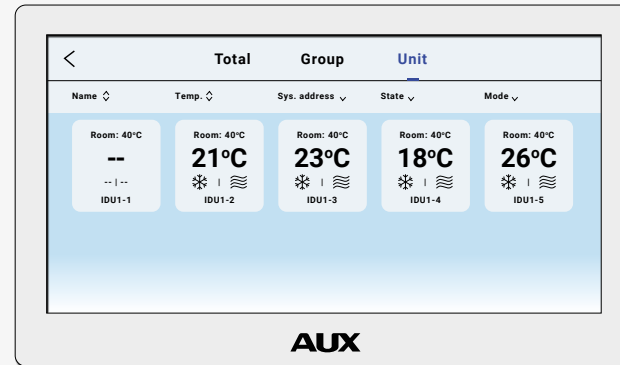 Total Group Unit
Name Temp. Sys. address State Mode
Room: 40°C Room: 40°C Room: 40°C Room: 40°C Room: 40°C
-- 21°C 23°C 18°C 26°C
-- | -- | | | |
IDU1-1 IDU1-2 IDU1-3 IDU1-4 IDU1-5
AUX